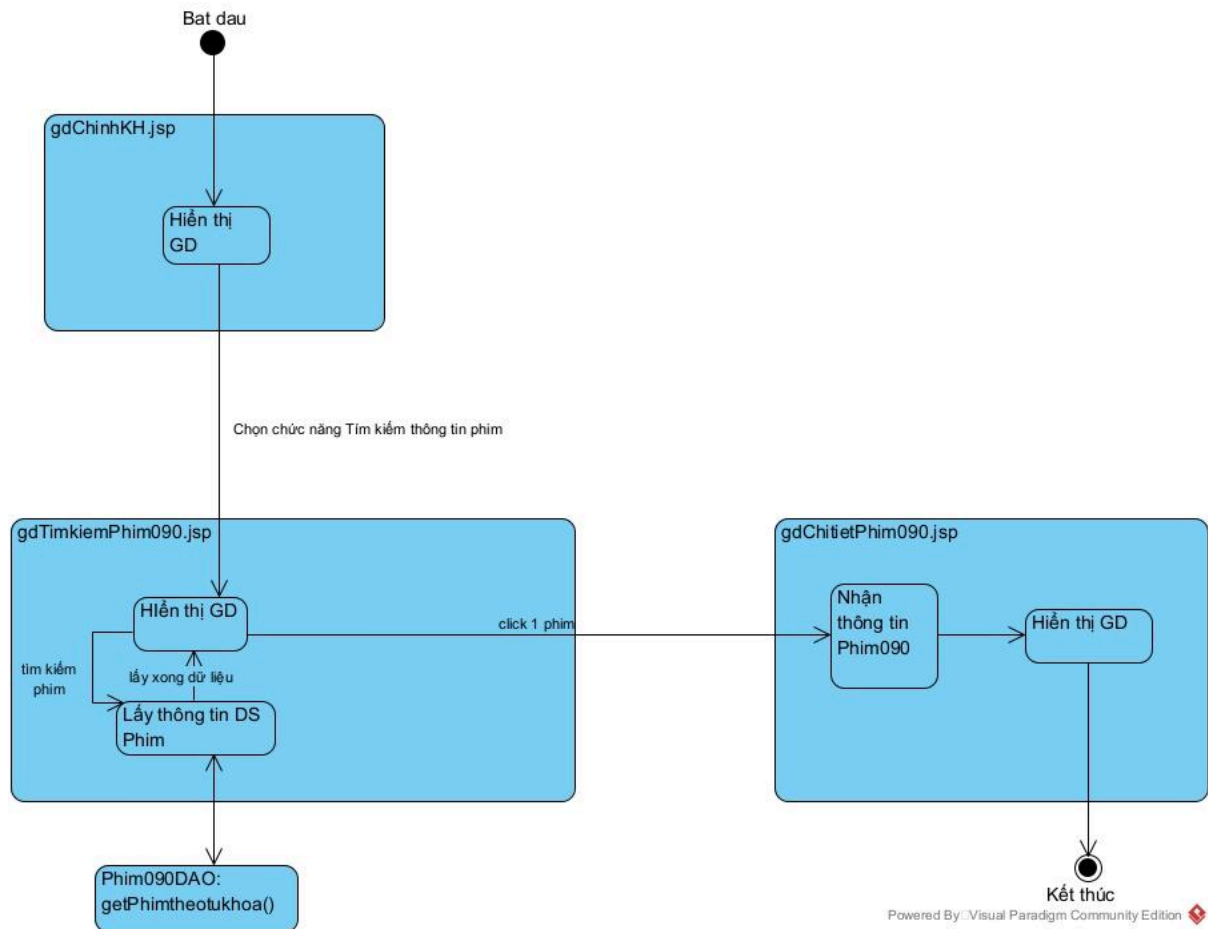 Bat dau
gdChinhKH.jsp
Hiển thị
GD
Chọn chức năng Tím kiếm thông tin phim
gdTimkiemPhim090.jsp
HIển thị GD
tìm kiếm
phim
lấy xong dữ liệu
Lấy thông tin DS
Phim
click 1 phim
gdChitietPhim090.jsp
Nhận
thông tin
Phim090
Hiển thị GD
Phim090DAO:
getPhimtheotukhoa()
Kết thúc
Powered By Visual Paradigm Community Edition